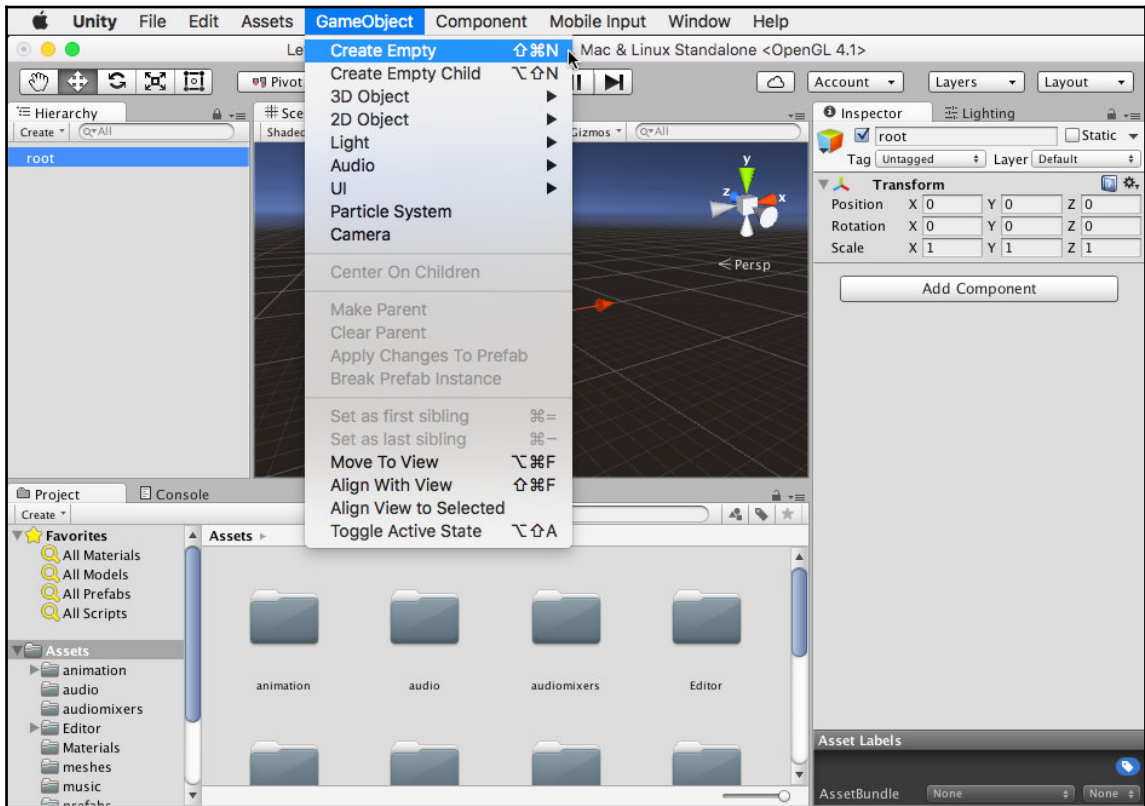 Unity File Edit Assets GameObject Component Mobile Input Window Help
Mac & Linux Standalone <OpenGL 4.1>
Pivot
Account
Layers
Layout
Create Empty ⇧⌘N
Create Empty Child ⌥⇧N
3D Object
2D Object
Light
Audio
UI
Particle System
Camera
Center On Children
Make Parent
Clear Parent
Apply Changes To Prefab
Break Prefab Instance
Set as first sibling ⌘=
Set as last sibling ⌘-
Move To View ⌥⌘F
Align With View ⇧⌘F
Align View to Selected
Toggle Active State ⌥⇧A
Hierarchy
Create All
root
Gizmos All
y
z x
Persp
Inspector Lighting
root Static
Tag Untagged Layer Default
Transform
Position X 0 Y 0 Z 0
Rotation X 0 Y 0 Z 0
Scale X 1 Y 1 Z 1
Add Component
Project Console
Create
Favorites
All Materials
All Models
All Prefabs
All Scripts
Assets
animation
audio
audiomixers
Editor
Materials
meshes
music
prefabs
Assets
animation audio audiomixers Editor
Asset Labels
AssetBundle None None